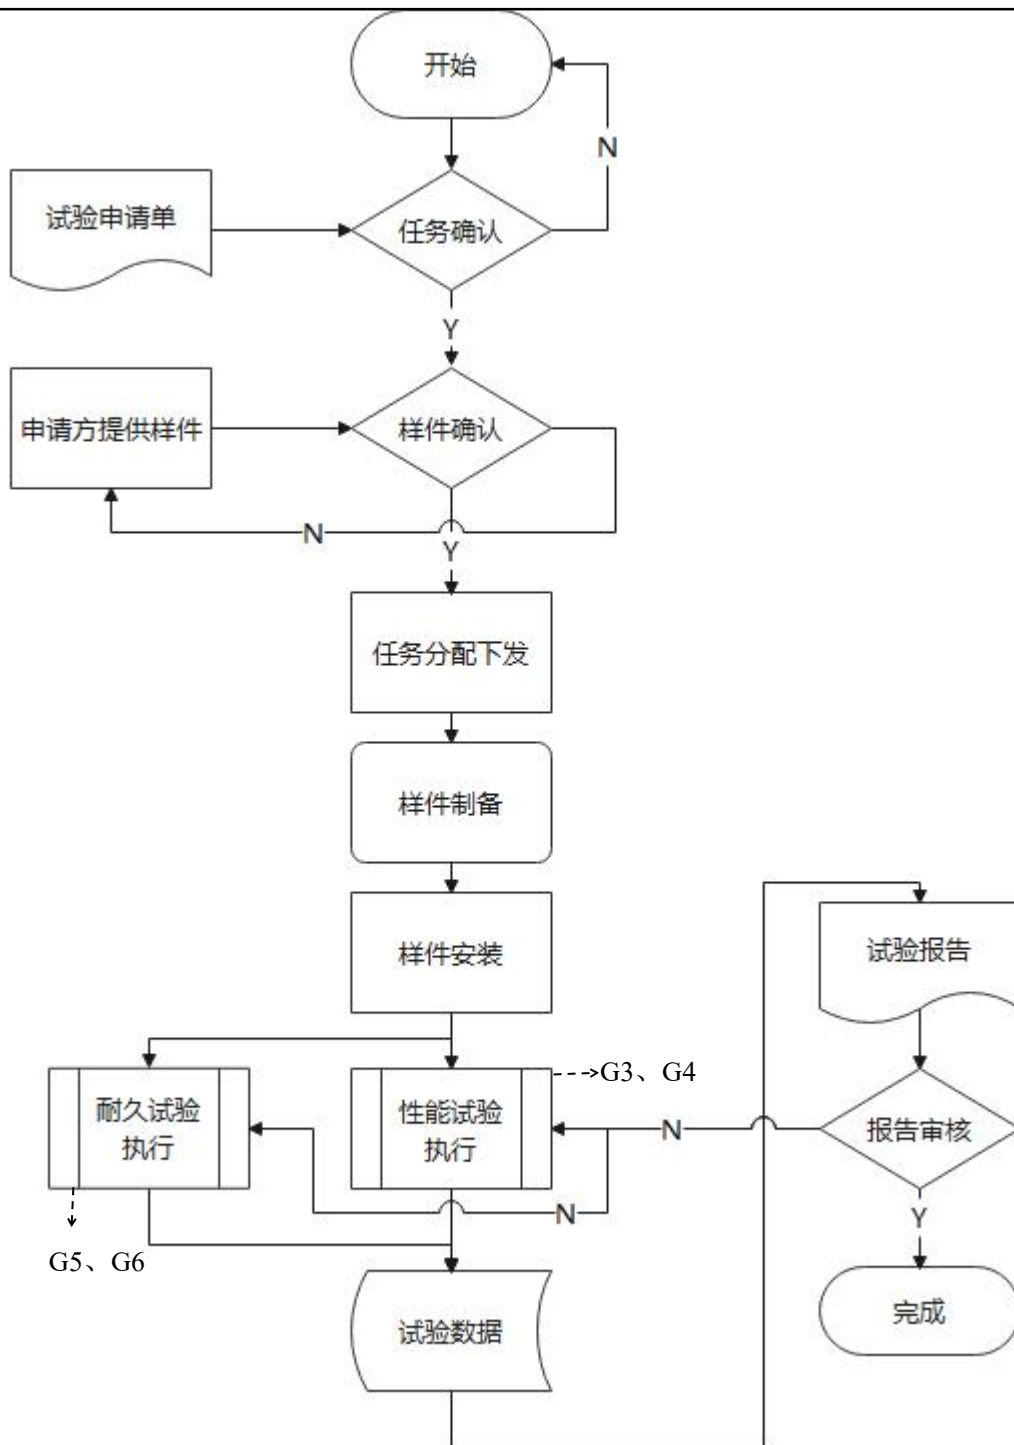 开始
N
试验申请单
任务确认
Y
申请方提供样件
样件确认
N
Y
任务分配下发
样件制备
样件安装
试验报告
耐久试验
执行
性能试验
执行
G3、G4
N
报告审核
N
Y
G5、G6
试验数据
完成